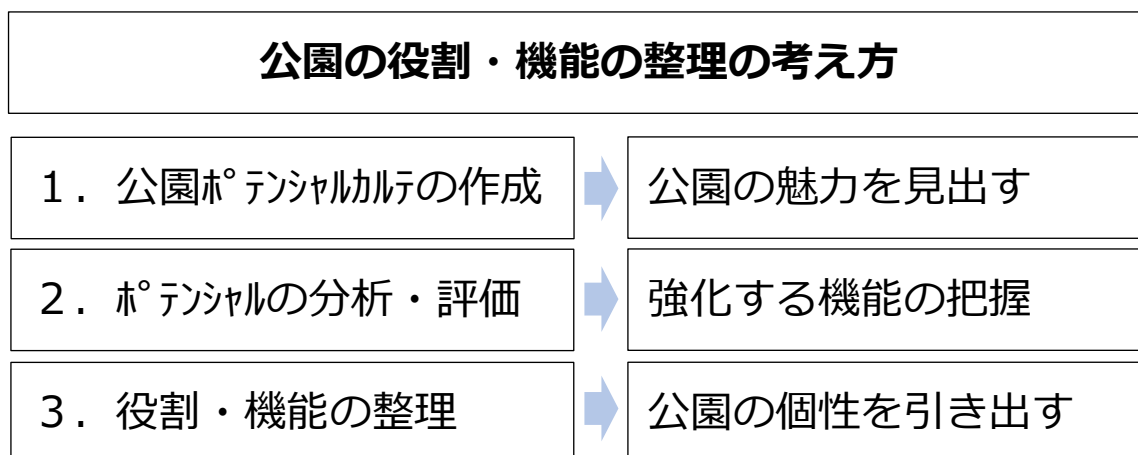 公園の役割・機能の整理の考え方
１．公園ﾎﾟﾃﾝｼｬﾙｶﾙﾃの作成
公園の魅力を見出す
２．ﾎﾟﾃﾝｼｬﾙの分析・評価
強化する機能の把握
３．役割・機能の整理
公園の個性を引き出す